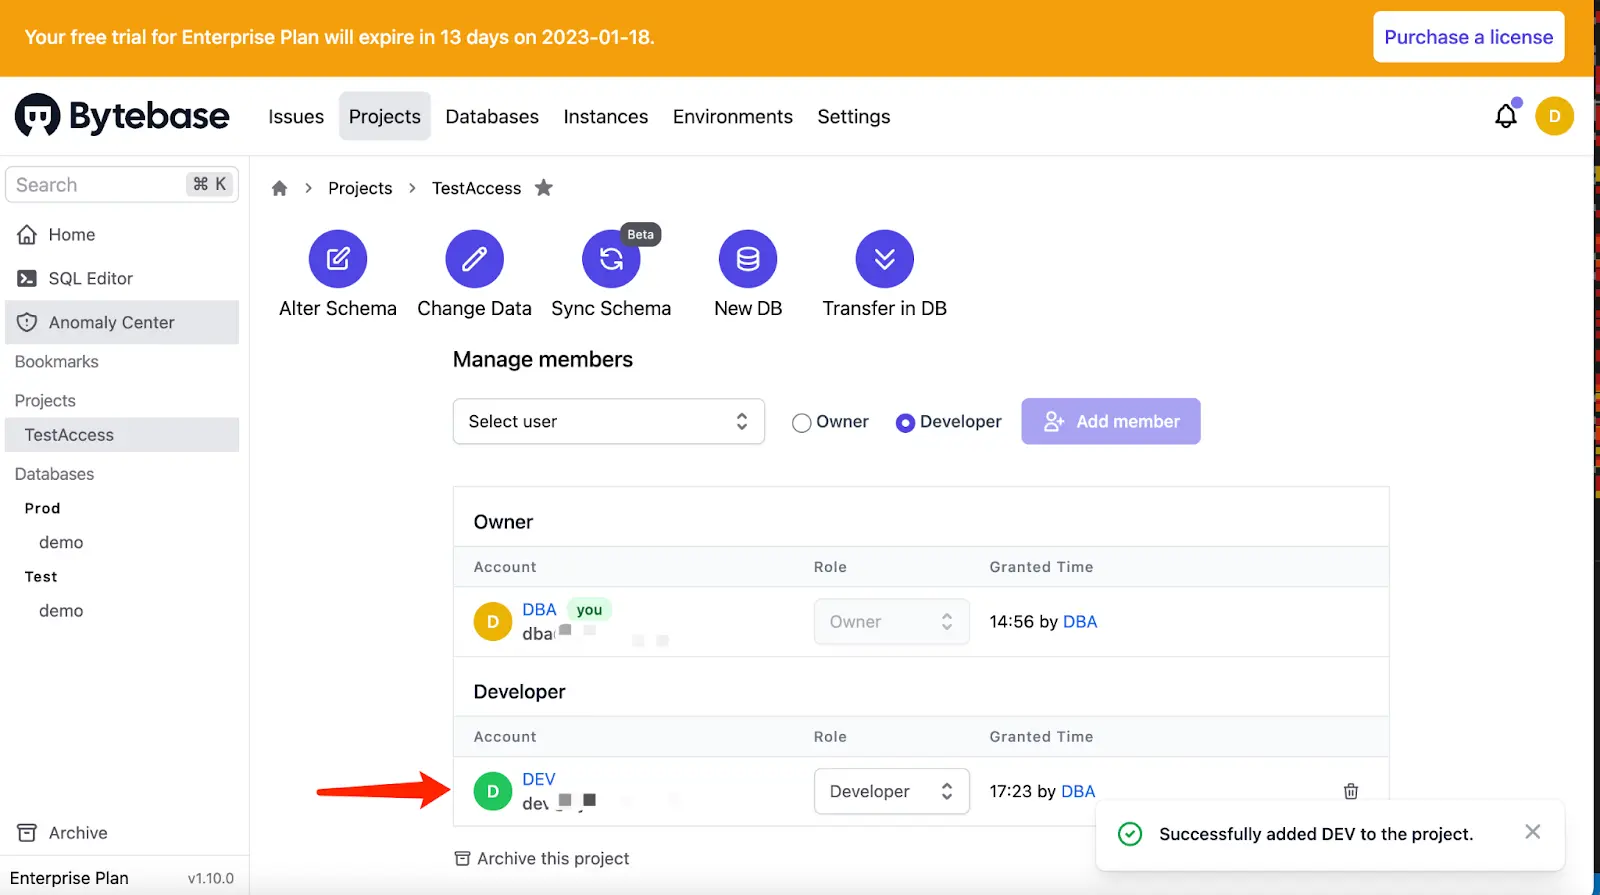 Your free trial for Enterprise Plan will expire in 13 days on 2023-01-18.
Purchase a license
Bytebase
Issues Projects Databases Instances Environments Settings
D
Search ⌘ K
Projects TestAccess
Home
SQL Editor
Anomaly Center
Bookmarks
Projects
TestAccess
Databases
Prod
demo
Test
demo
Archive
Enterprise Plan v1.10.0
Beta
Alter Schema Change Data Sync Schema New DB Transfer in DB
Manage members
Select user Owner Developer Add member
Owner
Account Role Granted Time
D DBA you
Owner 14:56 by DBA
Developer
Account Role Granted Time
D DEV
Developer 17:23 by DBA
Successfully added DEV to the project.
Archive this project